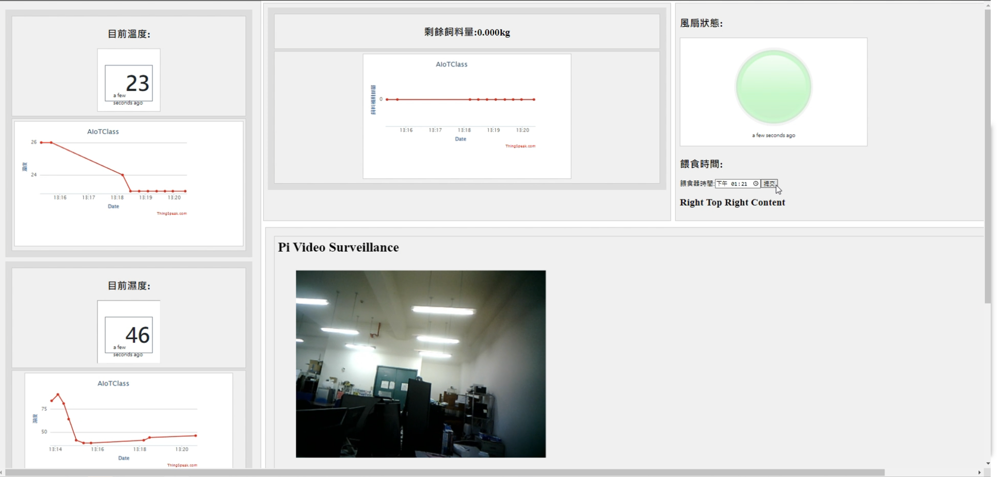 目前溫度:
23
a few
seconds ago
AIoTClass
26
24
溫度
13:16 13:17 13:18 13:19 13:20
Date
ThingSpeak.com
目前濕度:
46
a few
seconds ago
AIoTClass
75
50
濕度
13:14 13:16 13:18 13:20
Date
ThingSpeak.com
剩餘飼料量:0.000kg
AIoTClass
0
13:16 13:17 13:18 13:19 13:20
Date
ThingSpeak.com
風扇狀態:
a few seconds ago
餵食時間:
餵食器時間: 下午 01:21 提交
Right Top Right Content
Pi Video Surveillance